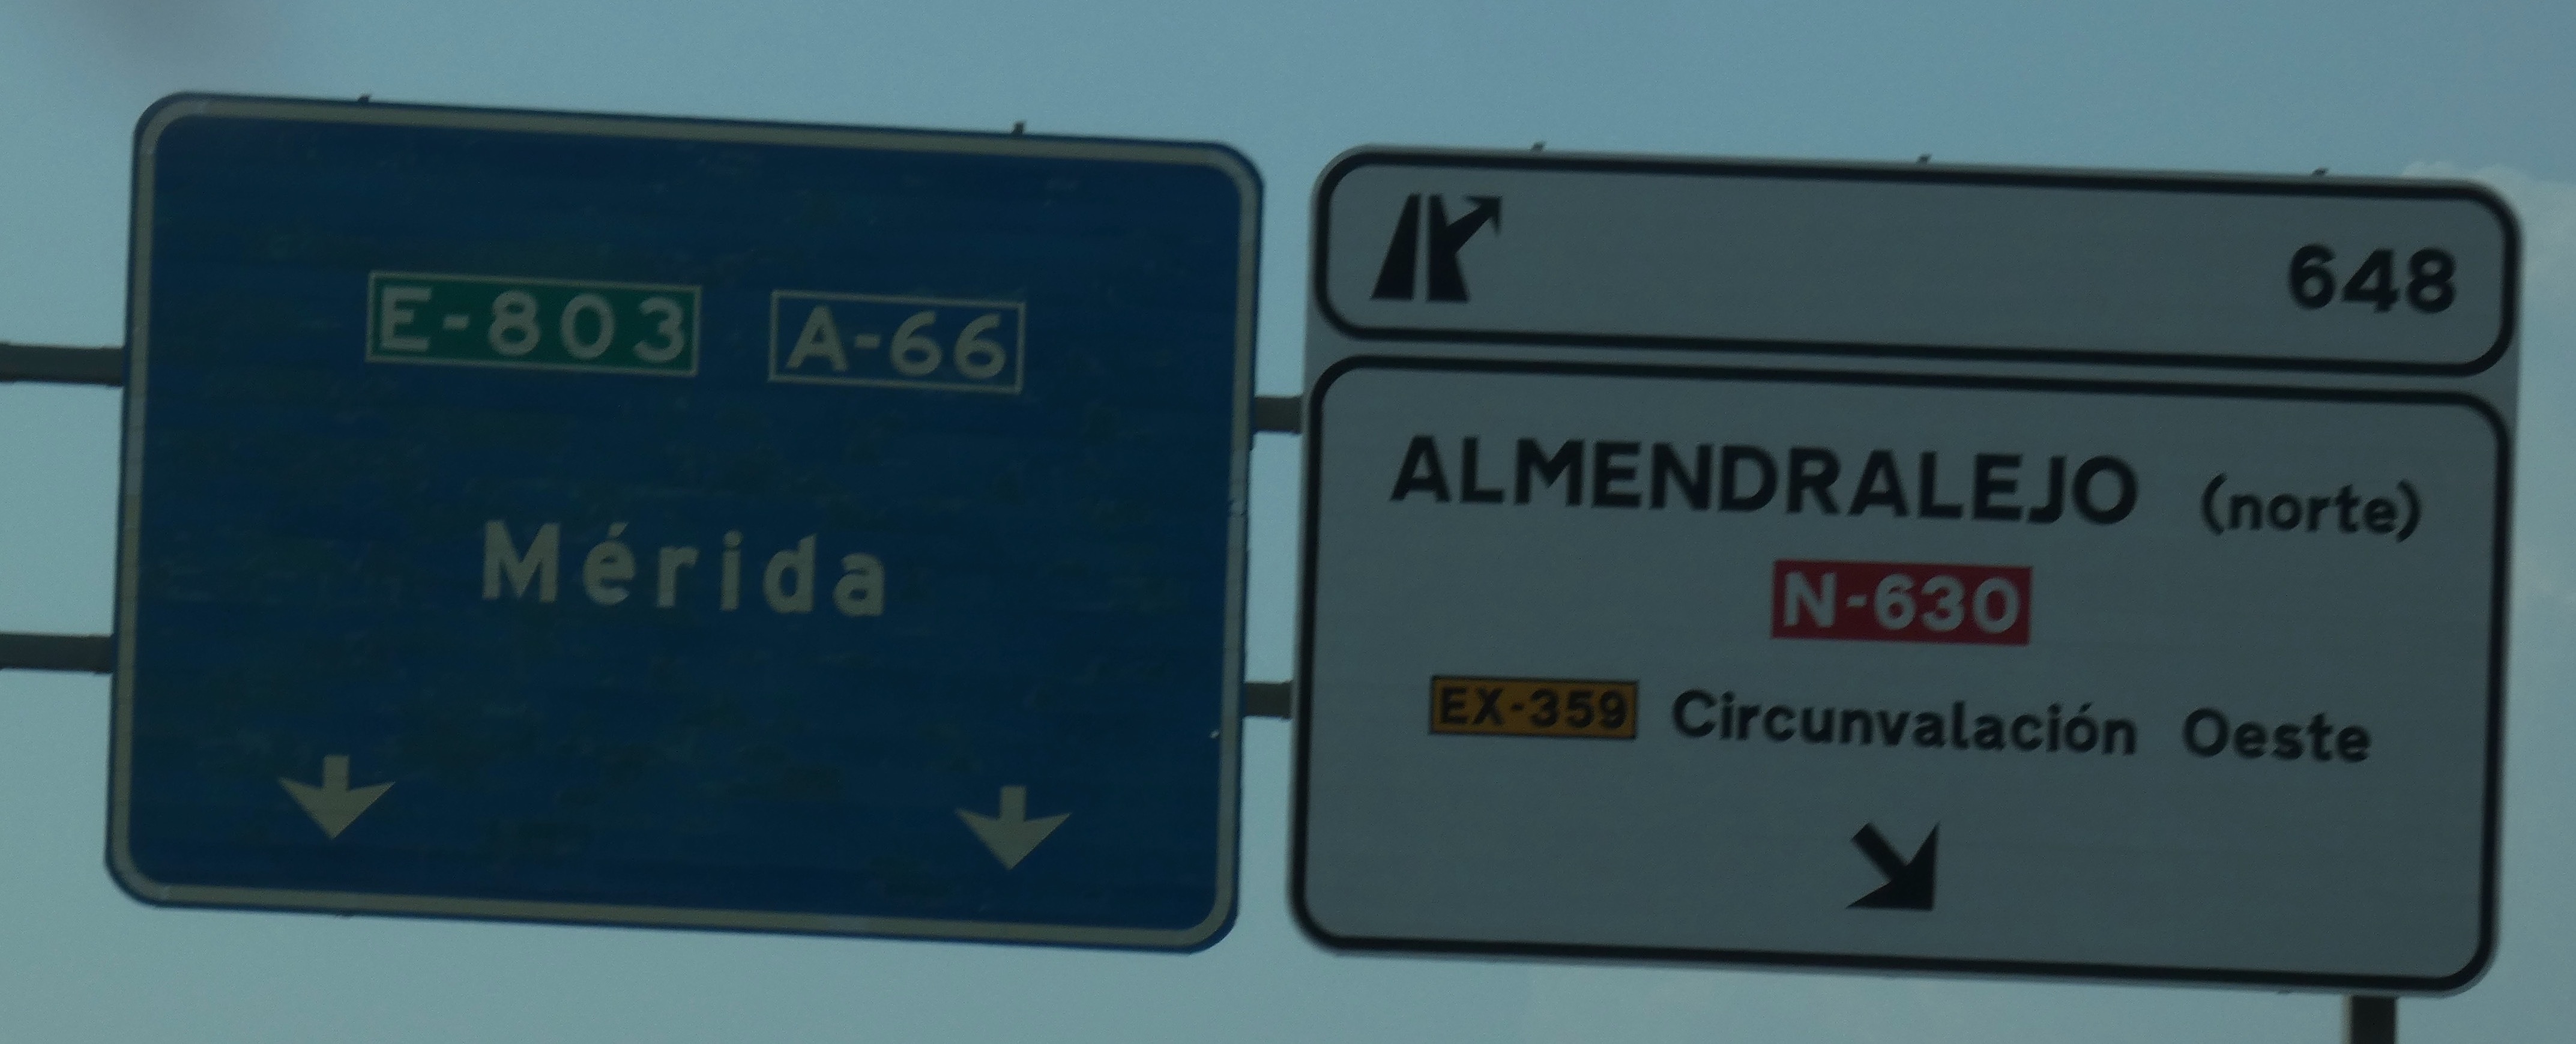 E-803 A-66
Mérida
648
ALMENDRALEJO (norte)
N-630
EX-359 Circunvalación Oeste